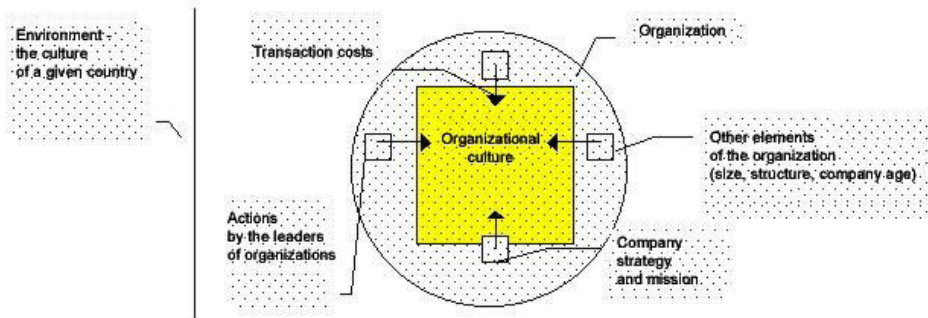 Environment -
the culture
of a given country
Transaction costs
Organization
Organizational
culture
Other elements
of the organization
(size, structure, company age)
Actions
by the leaders
of organizations
Company
strategy
and mission